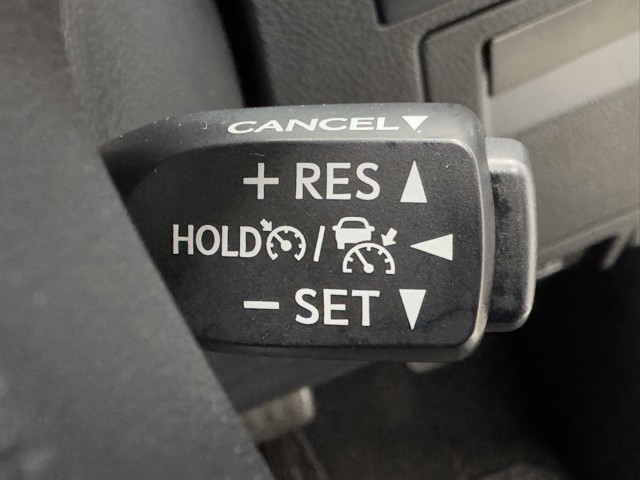 CANCEL▼
+ RES ▲
HOLD / ◀
− SET ▼